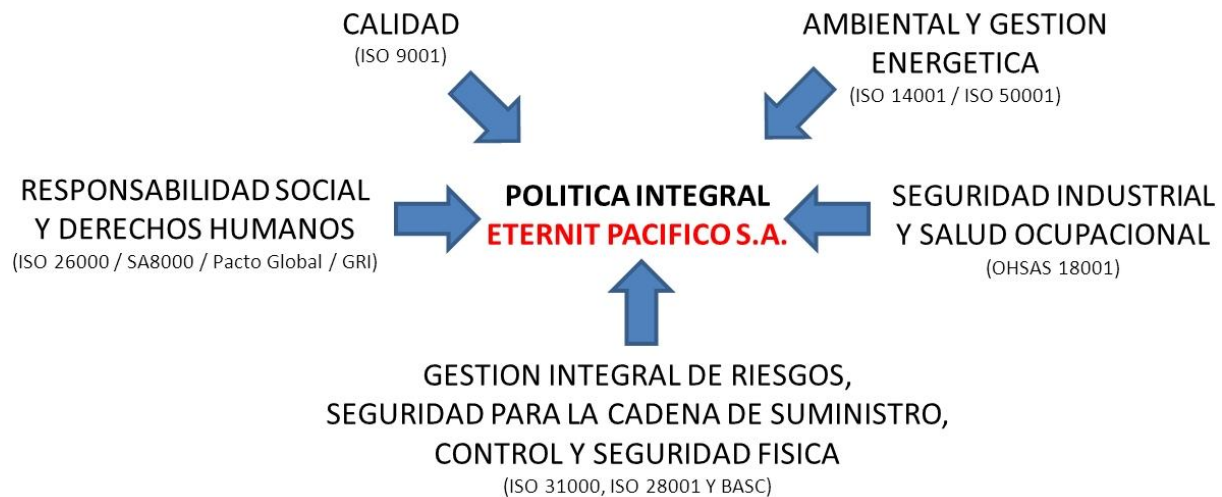 CALIDAD
(ISO 9001)
AMBIENTAL Y GESTION
ENERGETICA
(ISO 14001 / ISO 50001)
RESPONSABILIDAD SOCIAL
Y DERECHOS HUMANOS
(ISO 26000 / SA8000 / Pacto Global / GRI)
POLITICA INTEGRAL
ETERNIT PACIFICO S.A.
SEGURIDAD INDUSTRIAL
Y SALUD OCUPACIONAL
(OHSAS 18001)
GESTION INTEGRAL DE RIESGOS,
SEGURIDAD PARA LA CADENA DE SUMINISTRO,
CONTROL Y SEGURIDAD FISICA
(ISO 31000, ISO 28001 Y BASC)